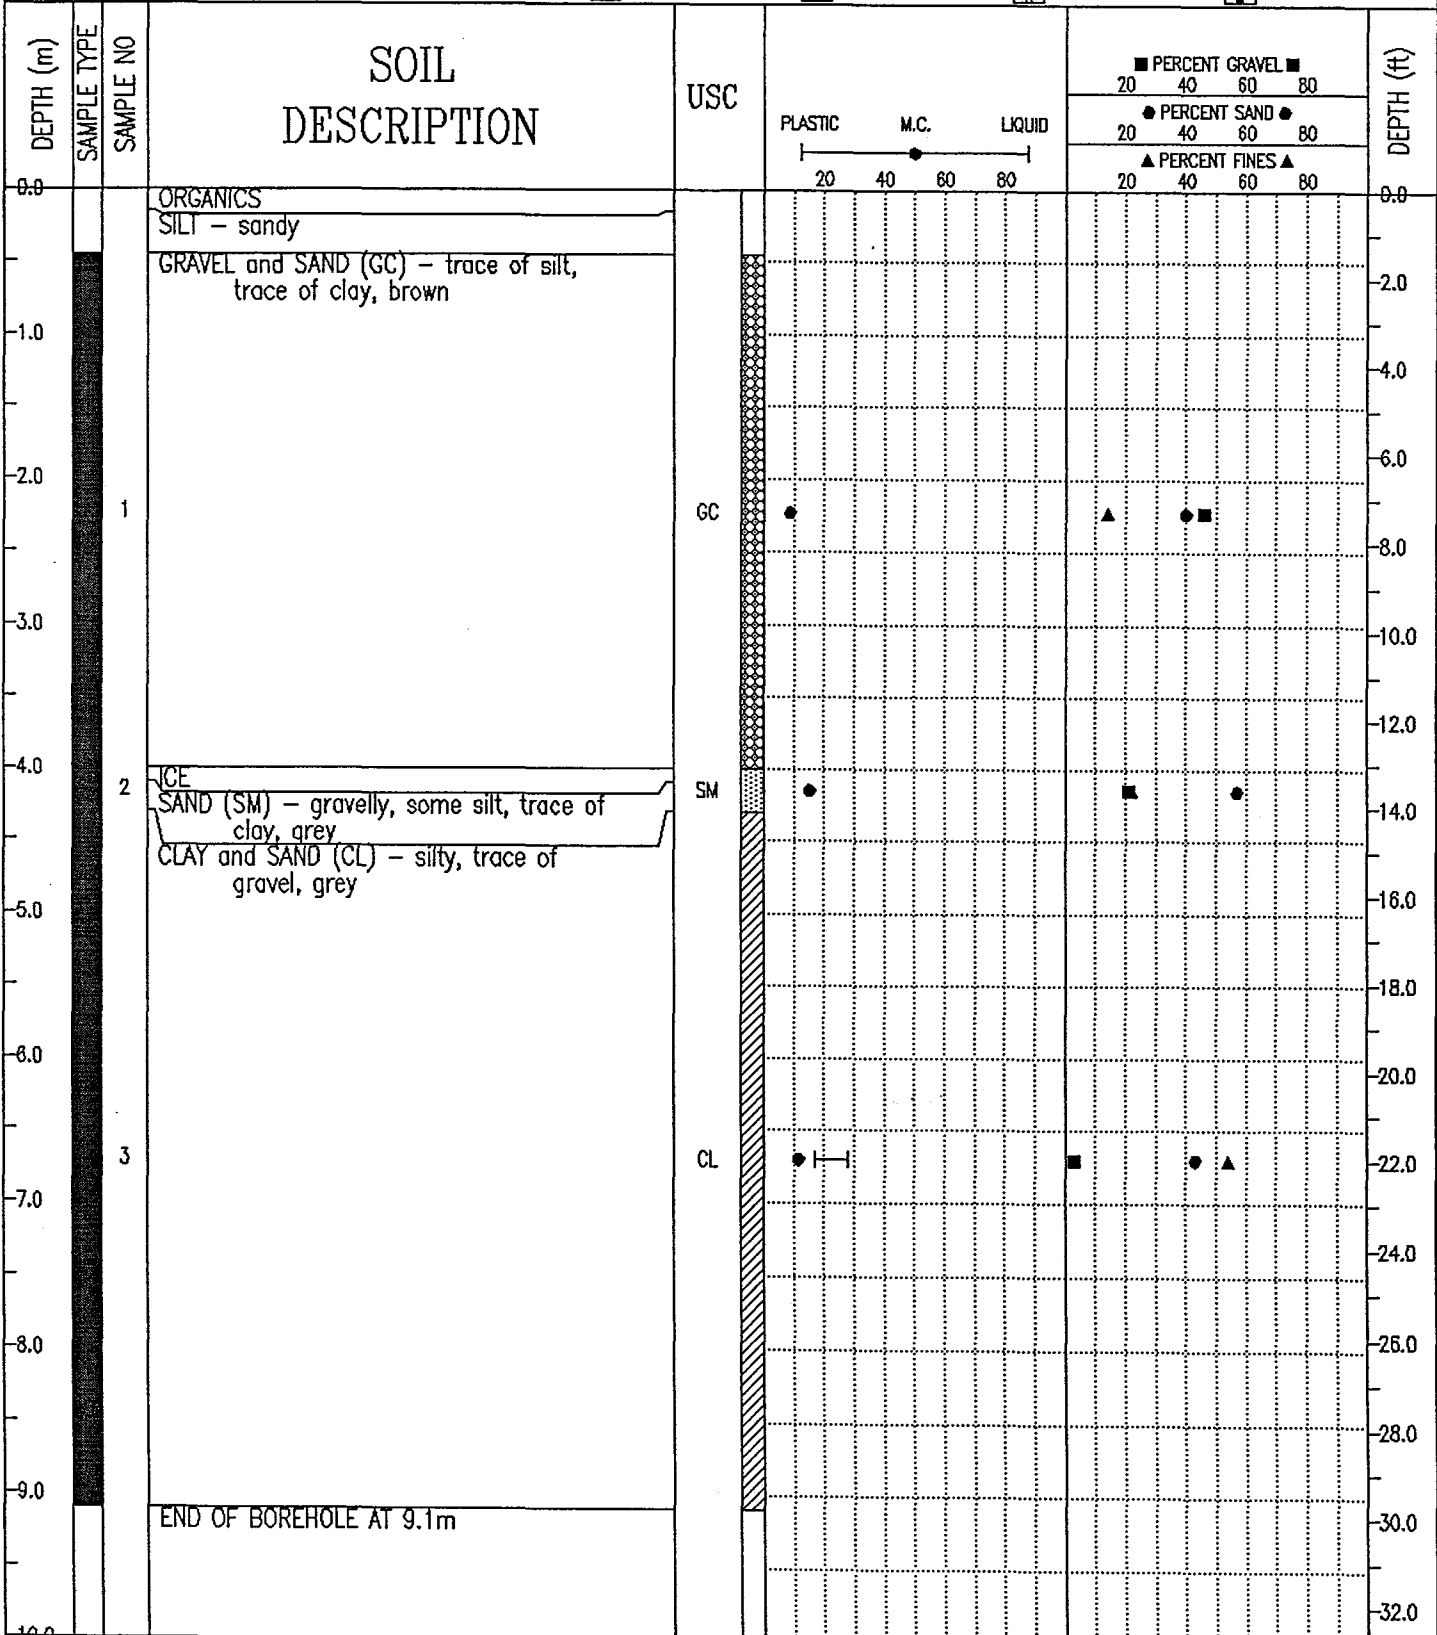 DEPTH (m)
SAMPLE TYPE
SAMPLE NO
SOIL
DESCRIPTION
USC
PLASTIC M.C. LIQUID
20 40 60 80
■ PERCENT GRAVEL ■
20 40 60 80
● PERCENT SAND ●
20 40 60 80
▲ PERCENT FINES ▲
20 40 60 80
DEPTH (ft)
0.0
ORGANICS
0.0
SILT – sandy
GRAVEL and SAND (GC) – trace of silt,
trace of clay, brown
2.0
1.0
4.0
2.0
6.0
1
GC
8.0
3.0
10.0
12.0
4.0
ICE
2
SM
SAND (SM) – gravelly, some silt, trace of
clay, grey
14.0
CLAY and SAND (CL) – silty, trace of
gravel, grey
16.0
5.0
18.0
6.0
20.0
3
CL
22.0
7.0
24.0
8.0
26.0
28.0
9.0
END OF BOREHOLE AT 9.1m
30.0
32.0
10.0